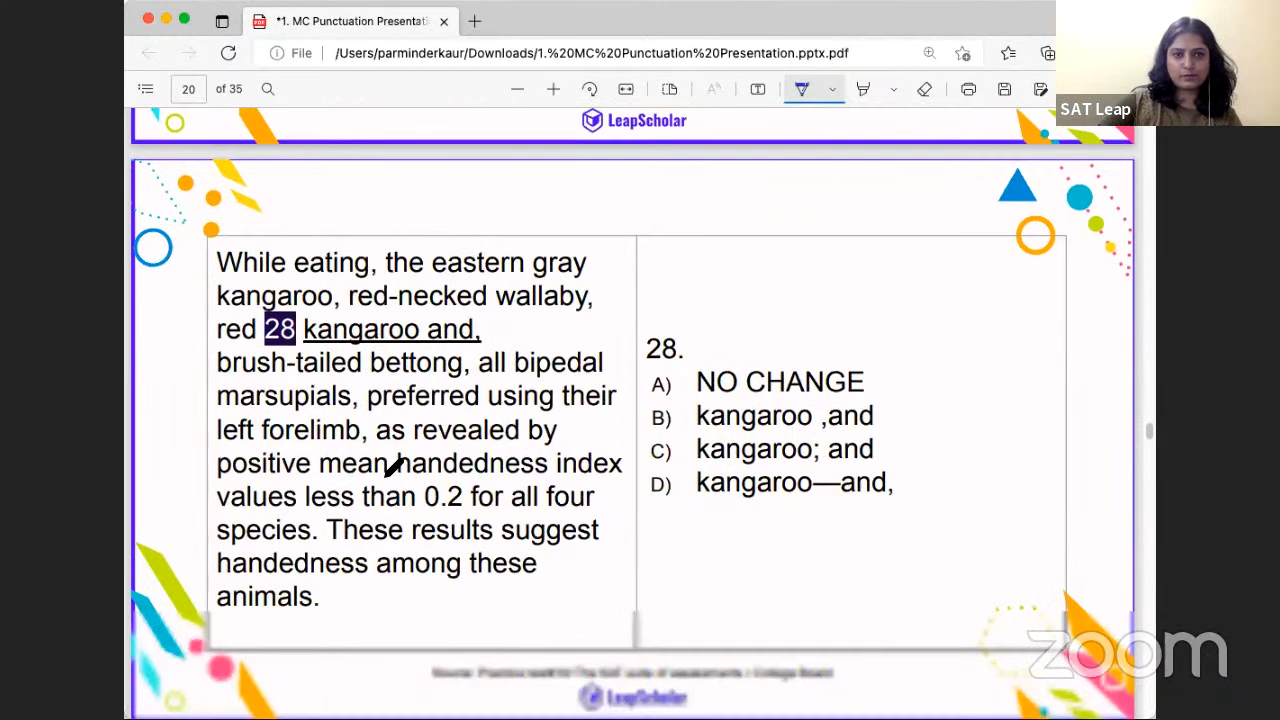 *1. MC Punctuation Presentati
File
/Users/parminderkaur/Downloads/1.%20MC%20Punctuation%20Presentation.pptx.pdf
20 of 35
SAT Leap
LeapScholar
While eating, the eastern gray
kangaroo, red-necked wallaby,
red 28 kangaroo and,
brush-tailed bettong, all bipedal
marsupials, preferred using their
left forelimb, as revealed by
positive mean handedness index
values less than 0.2 for all four
species. These results suggest
handedness among these
animals.
28.
A) NO CHANGE
B) kangaroo ,and
C) kangaroo; and
D) kangaroo—and,
zoom
LeapScholar